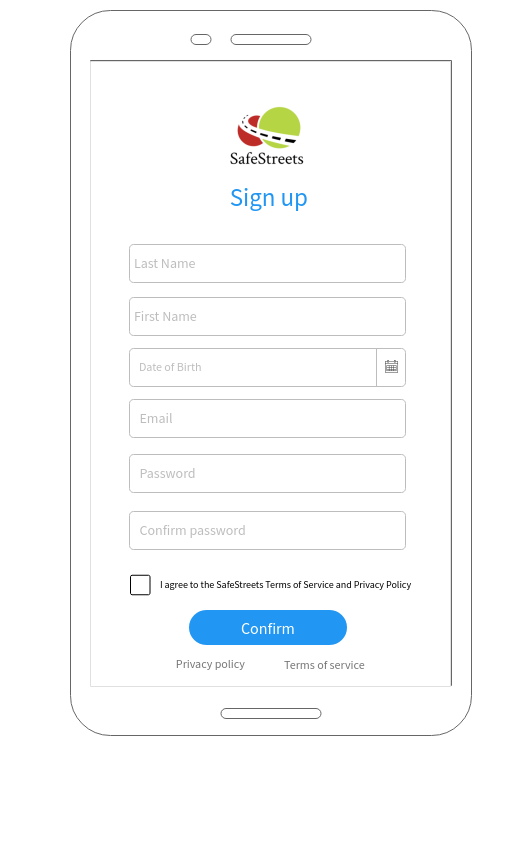 SafeStreets
Sign up
Last Name
First Name
Date of Birth
Email
Password
Confirm password
I agree to the SafeStreets Terms of Service and Privacy Policy
Confirm
Privacy policy Terms of service